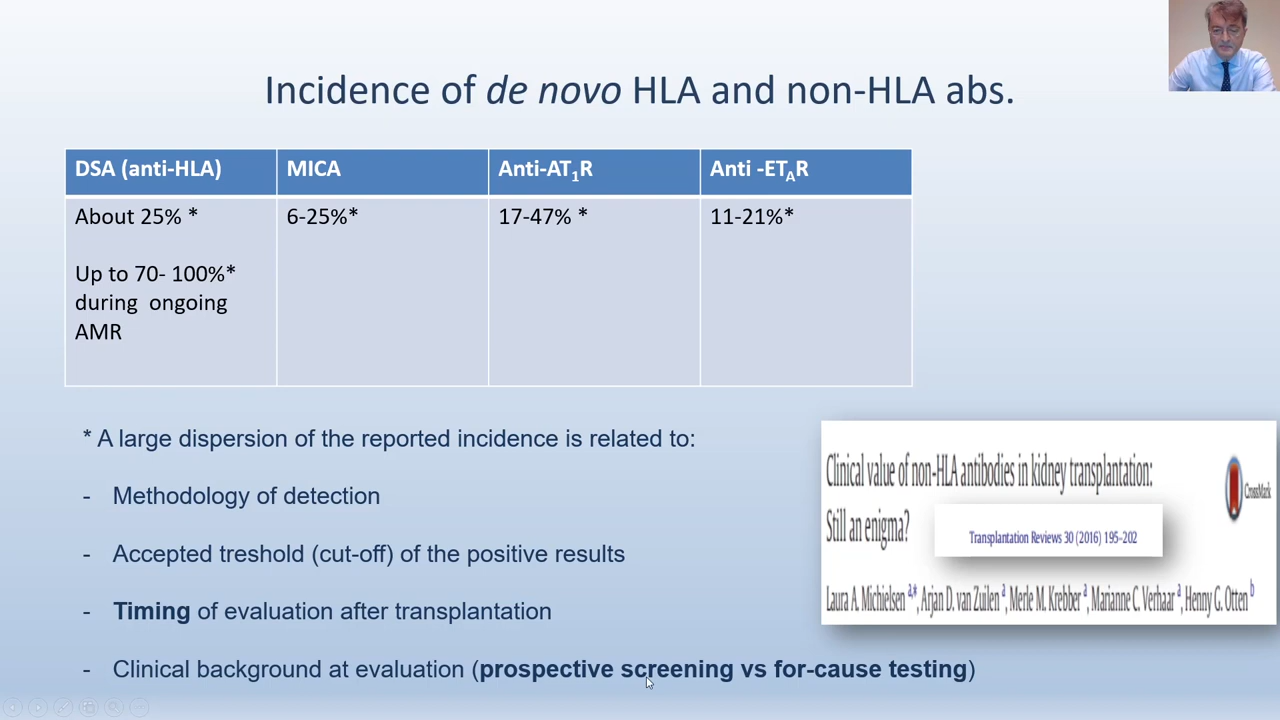 Incidence of de novo HLA and non-HLA abs.
DSA (anti-HLA)
MICA
Anti-AT1R
Anti -ETAR
About 25% *
6-25%*
17-47% *
11-21%*
Up to 70- 100%*
during ongoing
AMR
* A large dispersion of the reported incidence is related to:
- Methodology of detection
- Accepted treshold (cut-off) of the positive results
- Timing of evaluation after transplantation
- Clinical background at evaluation (prospective screening vs for-cause testing)
Clinical value of non-HLA antibodies in kidney transplantation:
Still an enigma?
CrossMark
Transplantation Reviews 30 (2016) 195-202
Laura A. Michielsen a,*, Arjan D. van Zuilen a, Merle M. Krebber a, Marianne C. Verhaar a, Henny G. Otten b